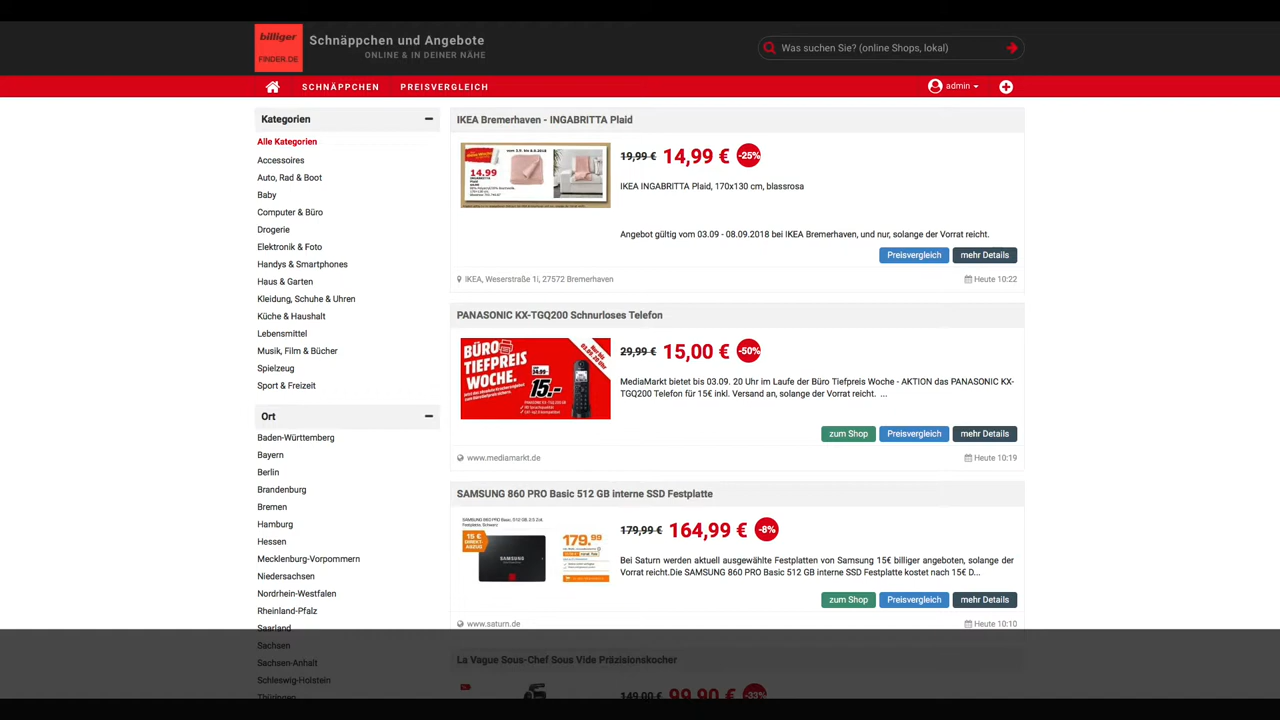 billiger
FINDER.DE
Schnäppchen und Angebote
ONLINE & IN DEINER NÄHE
Was suchen Sie? (online Shops, lokal)
SCHNÄPPCHEN
PREISVERGLEICH
admin
Kategorien
Alle Kategorien
Accessoires
Auto, Rad & Boot
Baby
Computer & Büro
Drogerie
Elektronik & Foto
Handys & Smartphones
Haus & Garten
Kleidung, Schuhe & Uhren
Küche & Haushalt
Lebensmittel
Musik, Film & Bücher
Spielzeug
Sport & Freizeit
Ort
Baden-Württemberg
Bayern
Berlin
Brandenburg
Bremen
Hamburg
Hessen
Mecklenburg-Vorpommern
Niedersachsen
Nordrhein-Westfalen
Rheinland-Pfalz
Saarland
Sachsen
Sachsen-Anhalt
Schleswig-Holstein
Thüringen
IKEA Bremerhaven - INGABRITTA Plaid
14.99
19,99 € 14,99 € -25%
IKEA INGABRITTA Plaid, 170x130 cm, blassrosa
Angebot gültig vom 03.09 - 08.09.2018 bei IKEA Bremerhaven, und nur, solange der Vorrat reicht.
Preisvergleich
mehr Details
IKEA, Weserstraße 1i, 27572 Bremerhaven
Heute 10:22
PANASONIC KX-TGQ200 Schnurloses Telefon
BÜRO
TIEFPREIS
WOCHE.
15.-
29,99 € 15,00 € -50%
MediaMarkt bietet bis 03.09. 20 Uhr im Laufe der Büro Tiefpreis Woche - AKTION das PANASONIC KX-
TGQ200 Telefon für 15€ inkl. Versand an, solange der Vorrat reicht. ...
zum Shop
Preisvergleich
mehr Details
www.mediamarkt.de
Heute 10:19
SAMSUNG 860 PRO Basic 512 GB interne SSD Festplatte
15 €
DIREKT-
ABZUG
SAMSUNG
179.99
179,99 € 164,99 € -8%
Bei Saturn werden aktuell ausgewählte Festplatten von Samsung 15€ billiger angeboten, solange der
Vorrat reicht.Die SAMSUNG 860 PRO Basic 512 GB interne SSD Festplatte kostet nach 15€ D...
zum Shop
Preisvergleich
mehr Details
www.saturn.de
Heute 10:10
La Vague Sous-Chef Sous Vide Präzisionskocher
149,00 € 99,90 € -33%